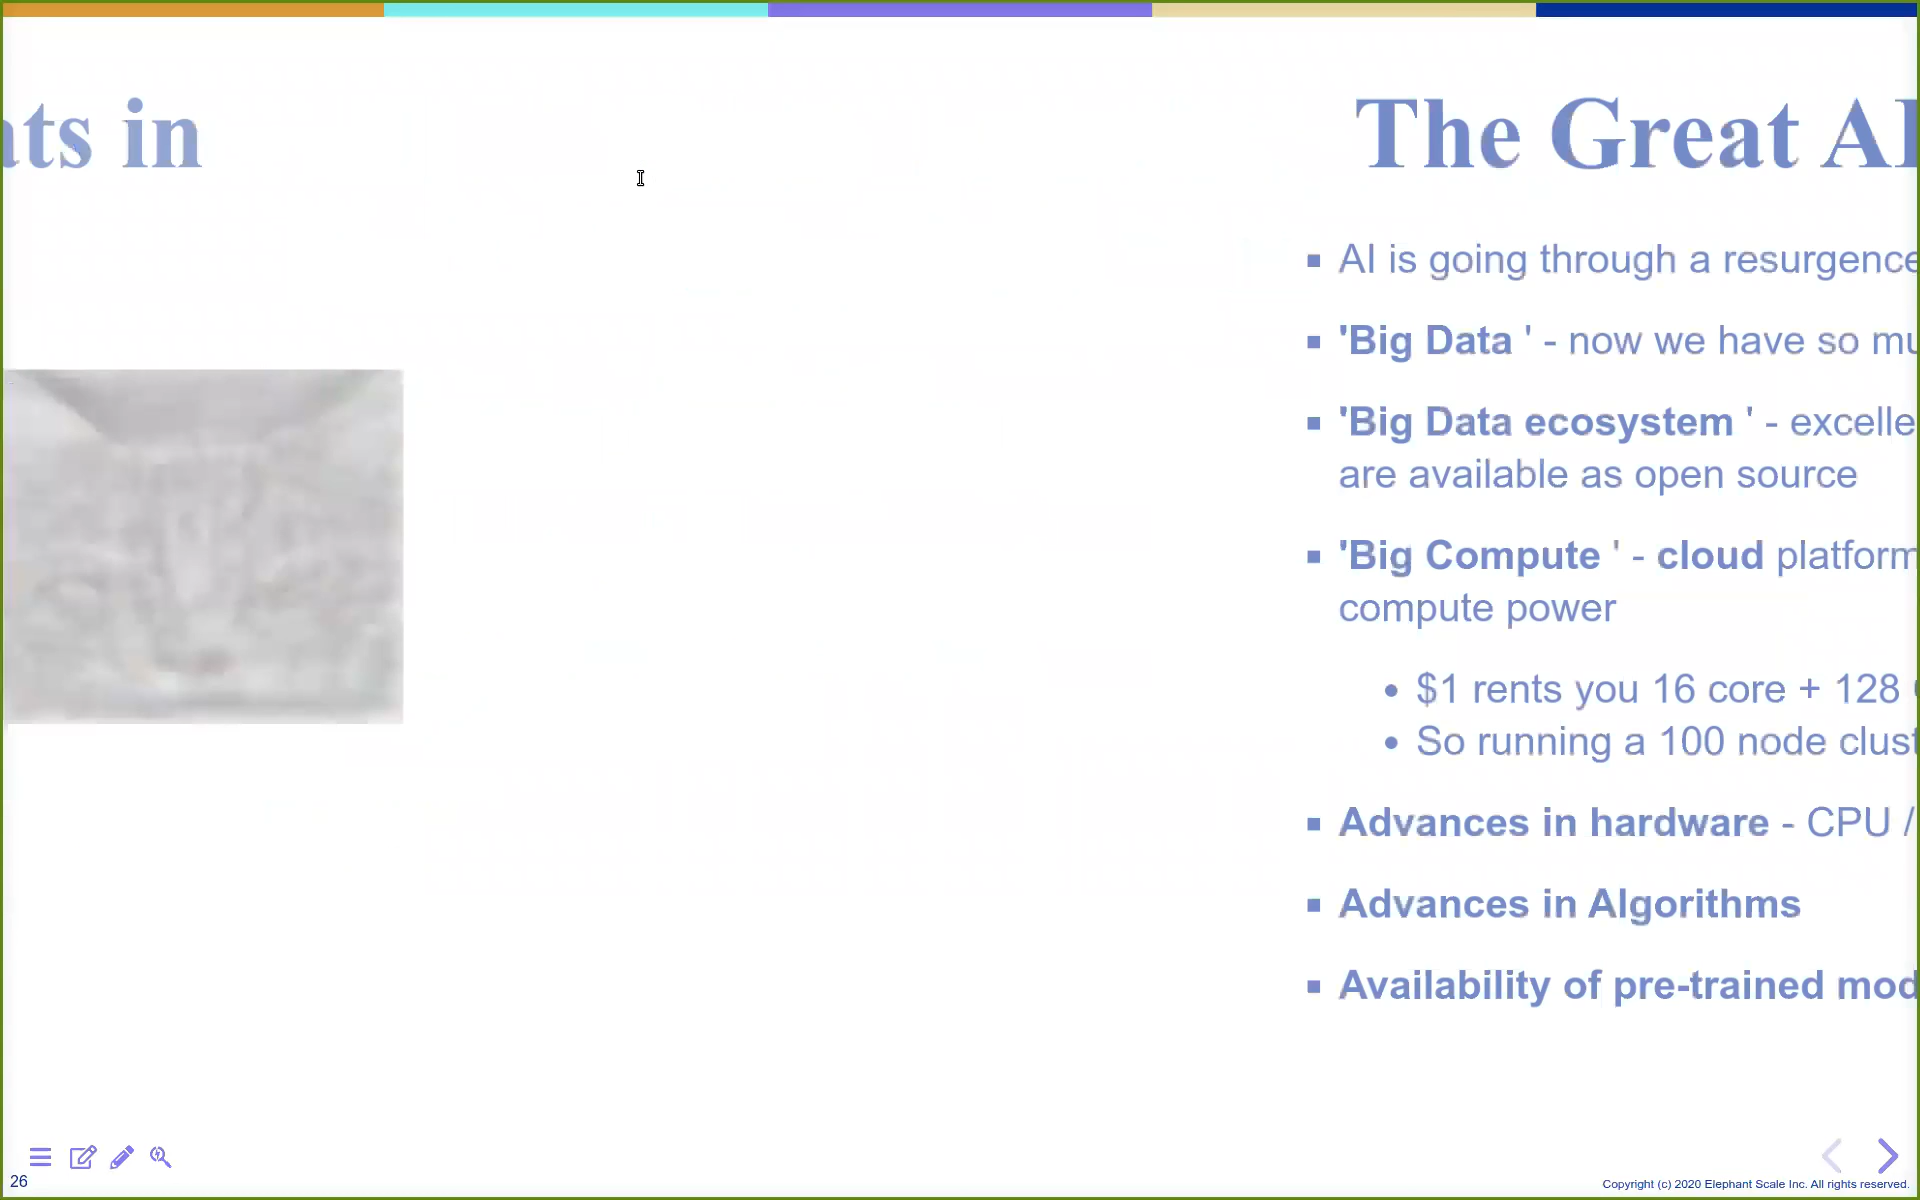 ats in
The Great AI
AI is going through a resurgence
'Big Data ' - now we have so mu
'Big Data ecosystem ' - excelle
are available as open source
'Big Compute ' - cloud platform
compute power
$1 rents you 16 core + 128
So running a 100 node clust
Advances in hardware - CPU /
Advances in Algorithms
Availability of pre-trained mod
26
Copyright (c) 2020 Elephant Scale Inc. All rights reserved.